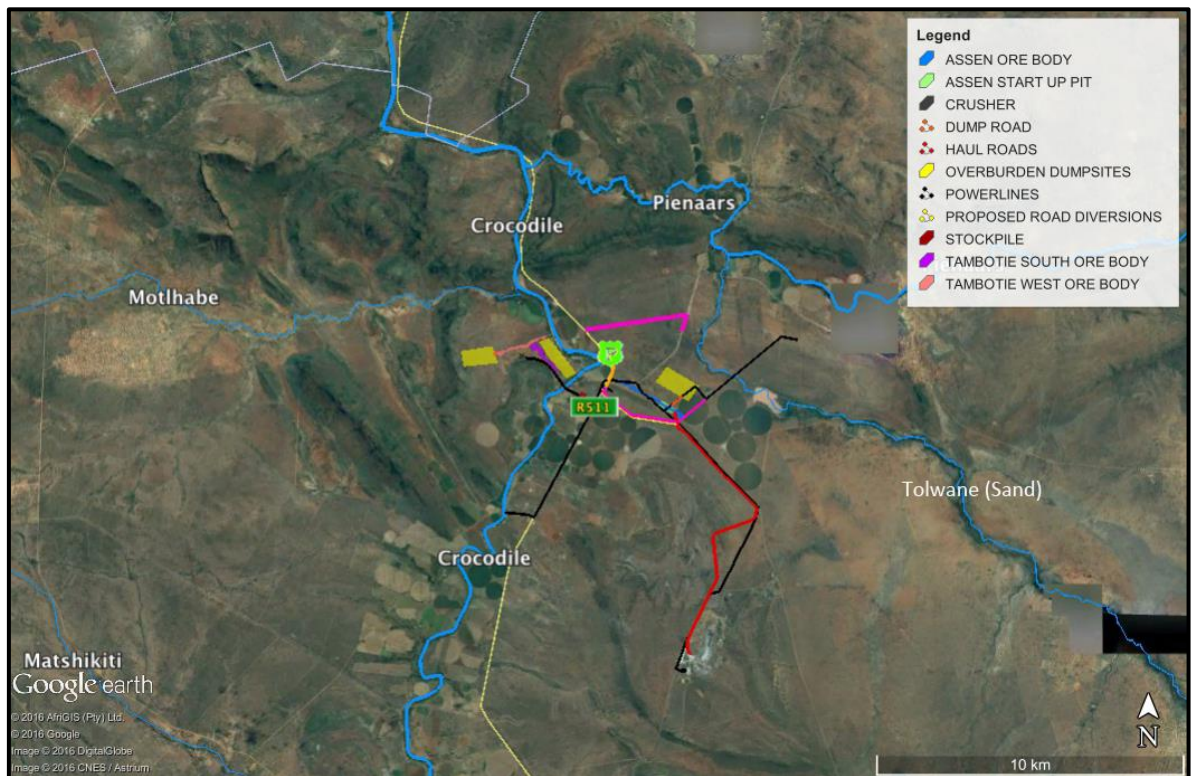 Legend
ASSEN ORE BODY
ASSEN START UP PIT
CRUSHER
DUMP ROAD
HAUL ROADS
OVERBURDEN DUMPSITES
POWERLINES
PROPOSED ROAD DIVERSIONS
STOCKPILE
TAMBOTIE SOUTH ORE BODY
TAMBOTIE WEST ORE BODY
Pienaars
Crocodile
Motlhabe
R511
Tolwane (Sand)
Crocodile
Matshikiti
Google earth
© 2016 AfriGIS (Pty) Ltd.
© 2016 Google
Image © 2016 DigitalGlobe
Image © 2016 CNES / Astrium
N
10 km